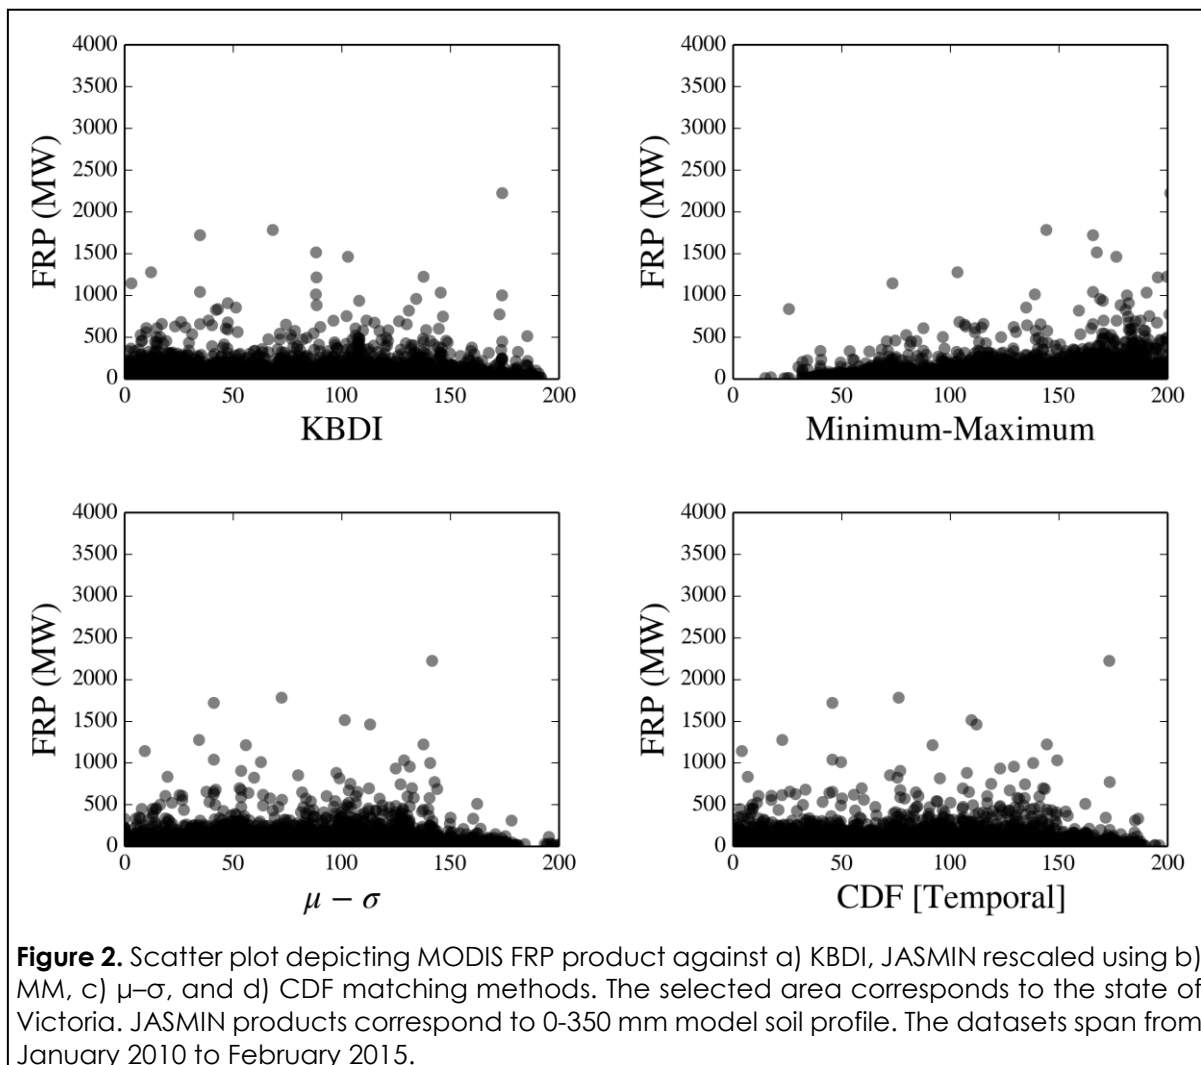 4000
3500
3000
2500
2000
1500
1000
500
0
FRP (MW)
0 50 100 150 200
KBDI
4000
3500
3000
2500
2000
1500
1000
500
0
FRP (MW)
0 50 100 150 200
Minimum-Maximum
4000
3500
3000
2500
2000
1500
1000
500
0
FRP (MW)
0 50 100 150 200
μ − σ
4000
3500
3000
2500
2000
1500
1000
500
0
FRP (MW)
0 50 100 150 200
CDF [Temporal]
Figure 2. Scatter plot depicting MODIS FRP product against a) KBDI, JASMIN rescaled using b)
MM, c) μ–σ, and d) CDF matching methods. The selected area corresponds to the state of
Victoria. JASMIN products correspond to 0-350 mm model soil profile. The datasets span from
January 2010 to February 2015.